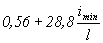 0,56 + 28,8 i_min / l